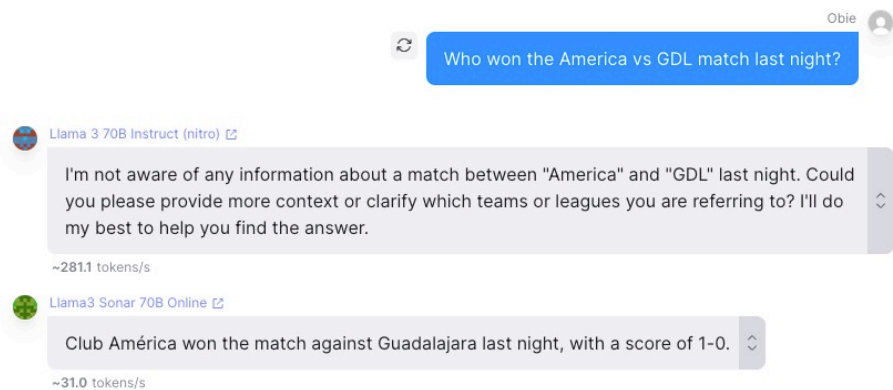 Obie
Who won the America vs GDL match last night?
Llama 3 70B Instruct (nitro)
I'm not aware of any information about a match between "America" and "GDL" last night. Could
you please provide more context or clarify which teams or leagues you are referring to? I'll do
my best to help you find the answer.
~281.1 tokens/s
Llama3 Sonar 70B Online
Club América won the match against Guadalajara last night, with a score of 1-0.
~31.0 tokens/s